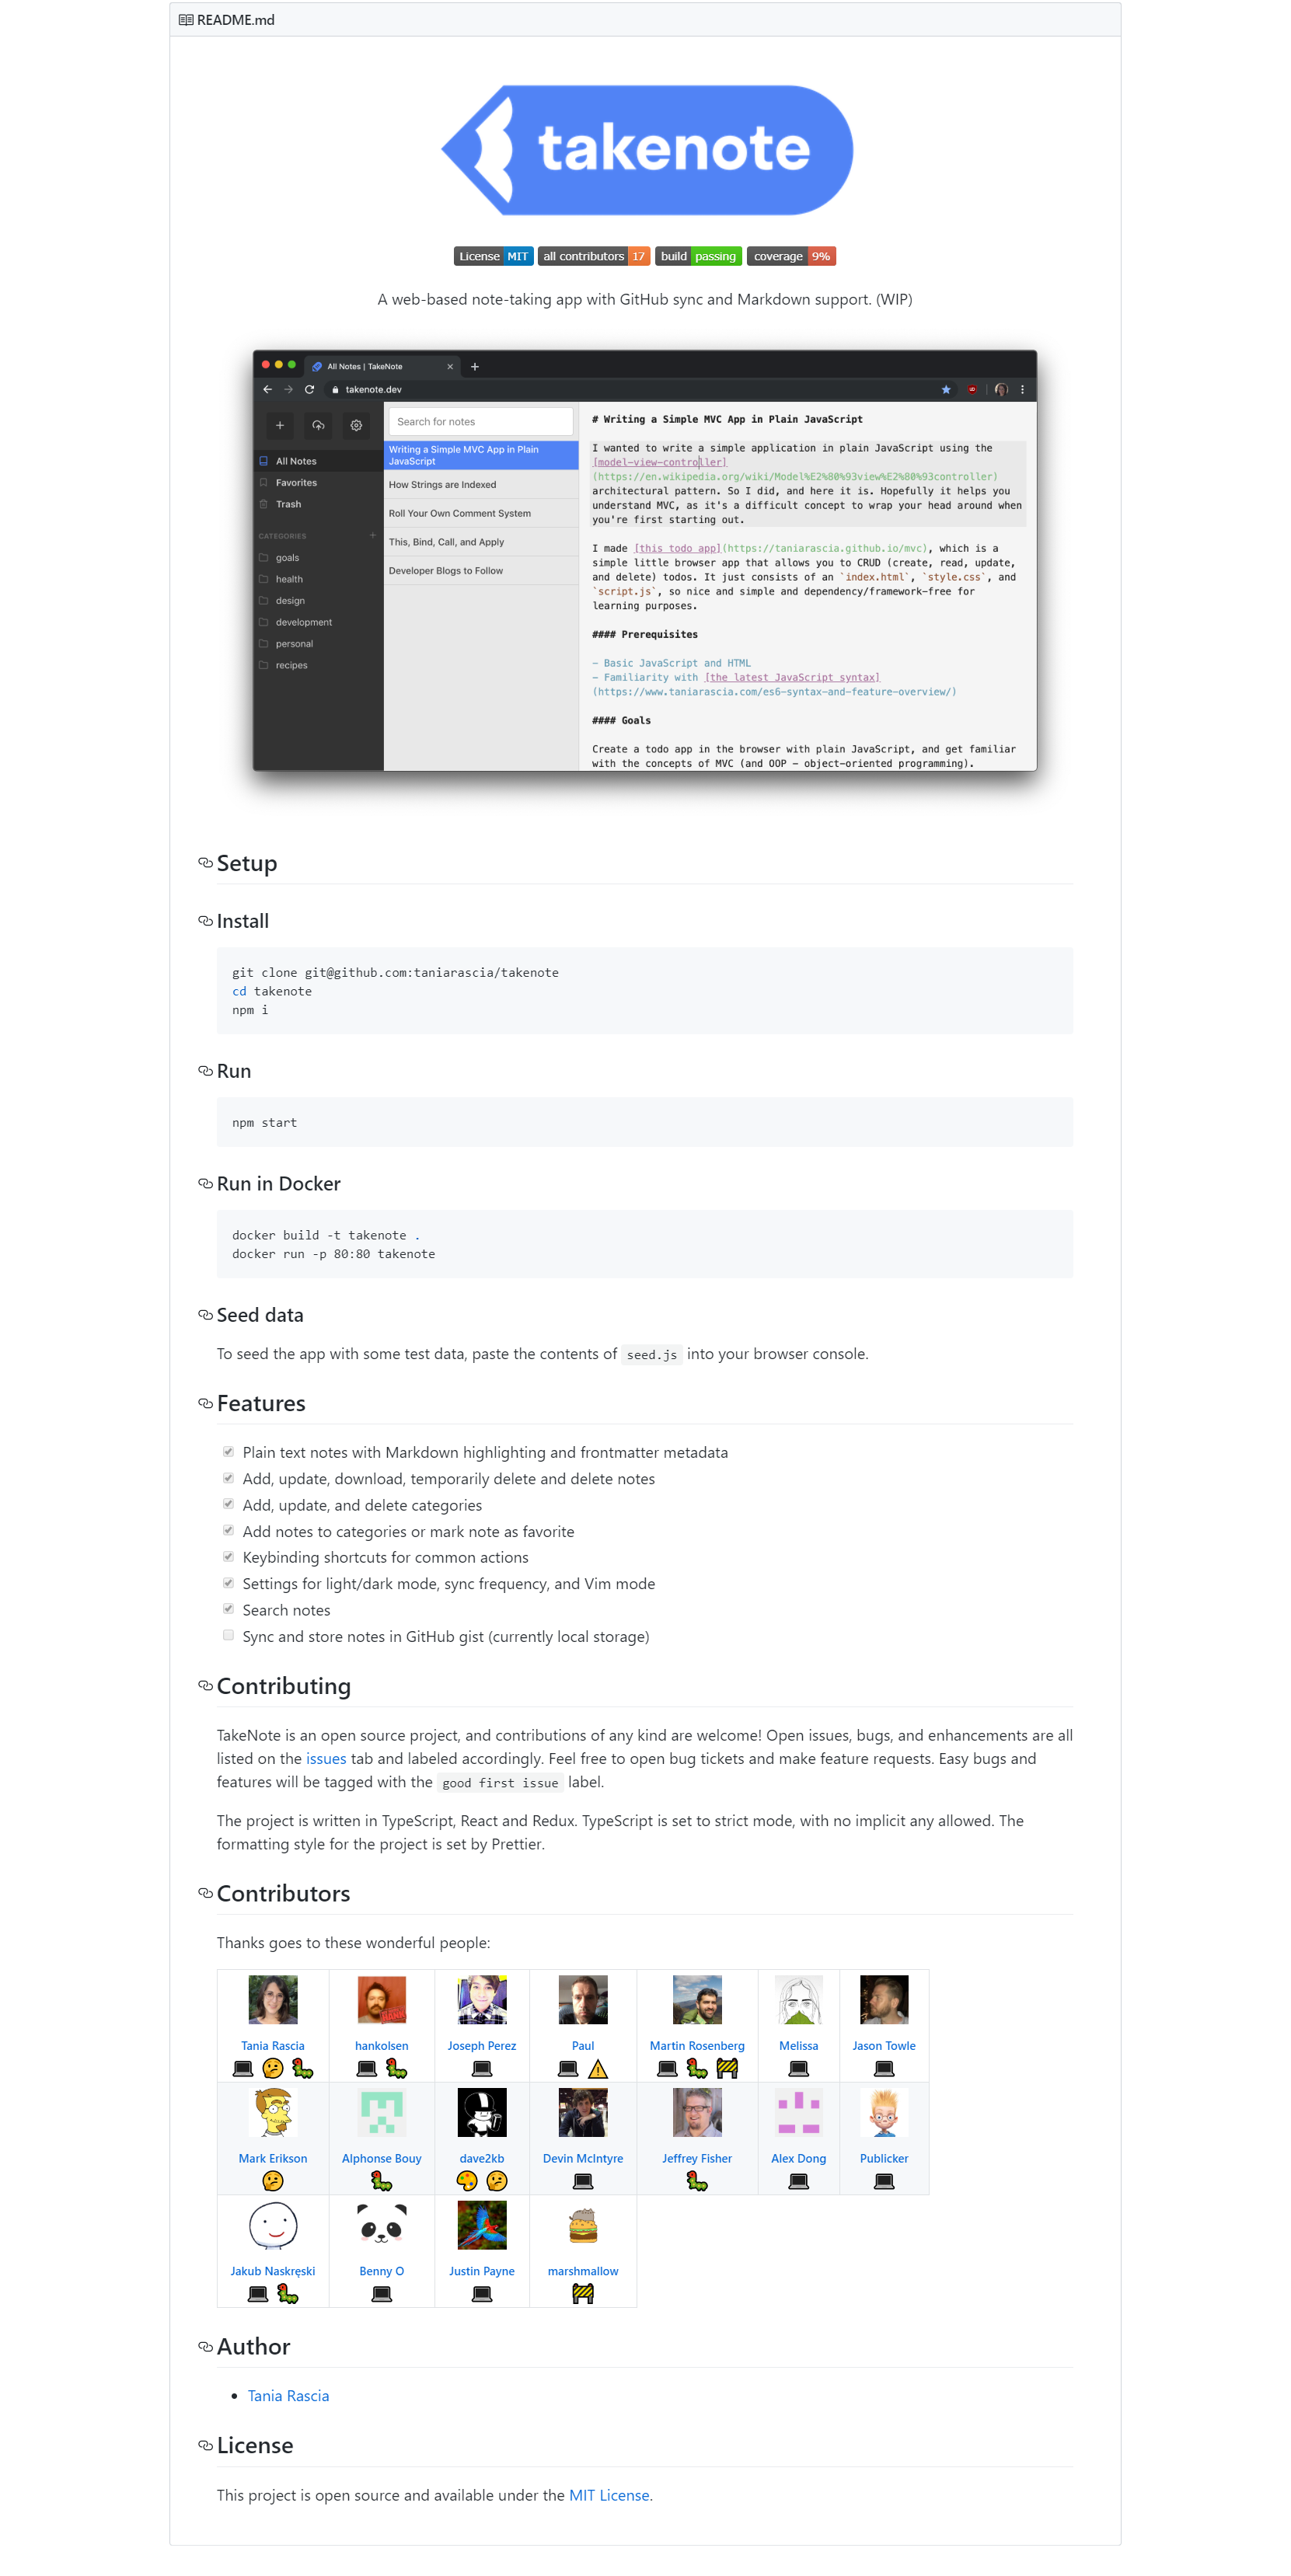 README.md
takenote
License MIT all contributors 17 build passing coverage 9%
A web-based note-taking app with GitHub sync and Markdown support. (WIP)
All Notes | TakeNote
takenote.dev
All Notes
Favorites
Trash
CATEGORIES
goals
health
design
development
personal
recipes
Search for notes
Writing a Simple MVC App in Plain
JavaScript
How Strings are Indexed
Roll Your Own Comment System
This, Bind, Call, and Apply
Developer Blogs to Follow
# Writing a Simple MVC App in Plain JavaScript
I wanted to write a simple application in plain JavaScript using the
[model-view-controller]
(https://en.wikipedia.org/wiki/Model%E2%80%93view%E2%80%93controller)
architectural pattern. So I did, and here it is. Hopefully it helps you
understand MVC, as it's a difficult concept to wrap your head around when
you're first starting out.
I made [this todo app](https://taniarascia.github.io/mvc), which is a
simple little browser app that allows you to CRUD (create, read, update,
and delete) todos. It just consists of an `index.html`, `style.css`, and
`script.js`, so nice and simple and dependency/framework-free for
learning purposes.
#### Prerequisites
- Basic JavaScript and HTML
- Familiarity with [the latest JavaScript syntax]
(https://www.taniarascia.com/es6-syntax-and-feature-overview/)
#### Goals
Create a todo app in the browser with plain JavaScript, and get familiar
with the concepts of MVC (and OOP - object-oriented programming).
Setup
Install
git clone git@github.com:taniarascia/takenote
cd takenote
npm i
Run
npm start
Run in Docker
docker build -t takenote .
docker run -p 80:80 takenote
Seed data
To seed the app with some test data, paste the contents of seed.js into your browser console.
Features
Plain text notes with Markdown highlighting and frontmatter metadata
Add, update, download, temporarily delete and delete notes
Add, update, and delete categories
Add notes to categories or mark note as favorite
Keybinding shortcuts for common actions
Settings for light/dark mode, sync frequency, and Vim mode
Search notes
Sync and store notes in GitHub gist (currently local storage)
Contributing
TakeNote is an open source project, and contributions of any kind are welcome! Open issues, bugs, and enhancements are all
listed on the issues tab and labeled accordingly. Feel free to open bug tickets and make feature requests. Easy bugs and
features will be tagged with the good first issue label.
The project is written in TypeScript, React and Redux. TypeScript is set to strict mode, with no implicit any allowed. The
formatting style for the project is set by Prettier.
Contributors
Thanks goes to these wonderful people:
Tania Rascia hankolsen Joseph Perez Paul Martin Rosenberg Melissa Jason Towle
Mark Erikson Alphonse Bouy dave2kb Devin McIntyre Jeffrey Fisher Alex Dong Publicker
Jakub Naskręski Benny O Justin Payne marshmallow
Author
Tania Rascia
License
This project is open source and available under the MIT License.